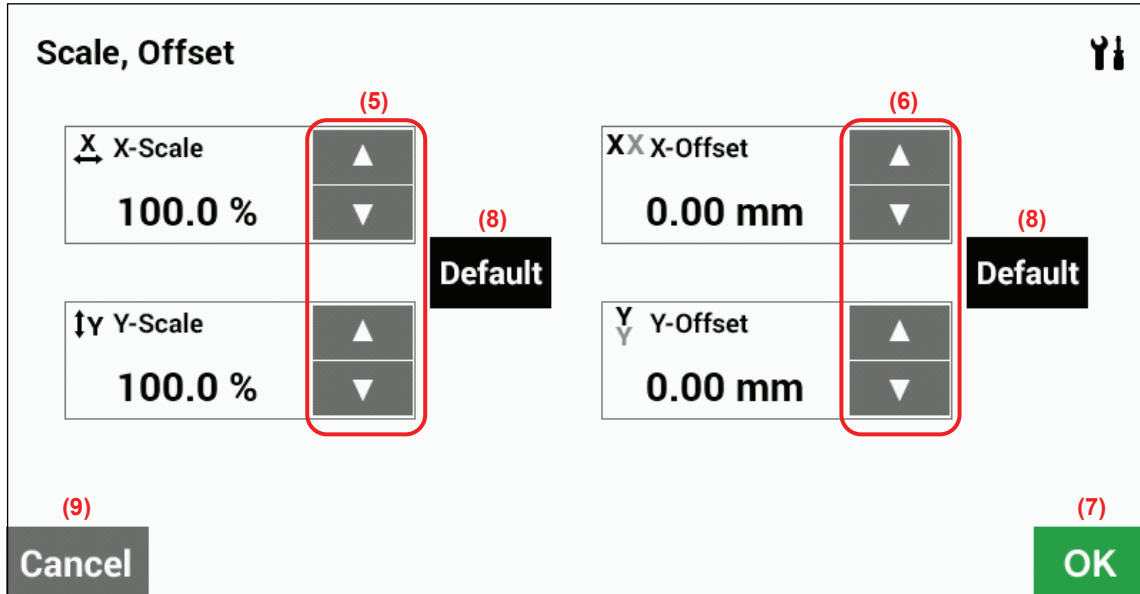 Scale, Offset
(5)
(6)
X
X-Scale
100.0 %
XX
X-Offset
0.00 mm
(8)
Default
(8)
Default
Y
Y-Scale
100.0 %
Y
Y
Y-Offset
0.00 mm
(9)
Cancel
(7)
OK